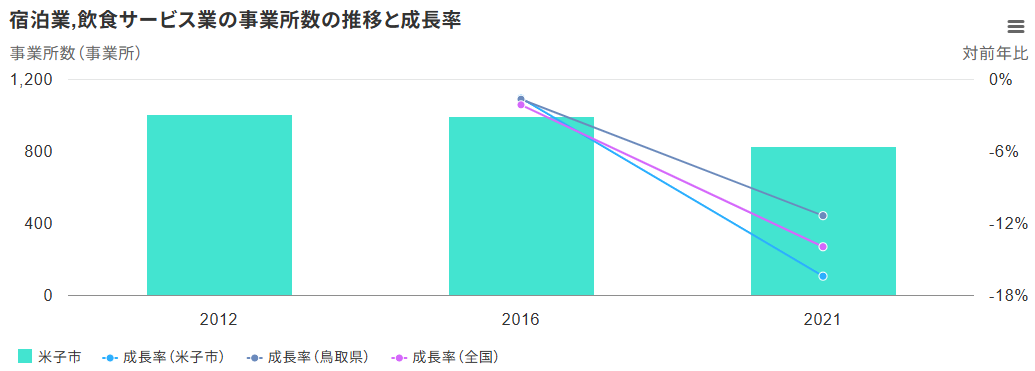 宿泊業,飲食サービス業の事業所数の推移と成長率
事業所数（事業所） 対前年比
1,200 0%
800 -6%
400 -12%
0 -18%
2012 2016 2021
米子市 成長率（米子市） 成長率（鳥取県） 成長率（全国）